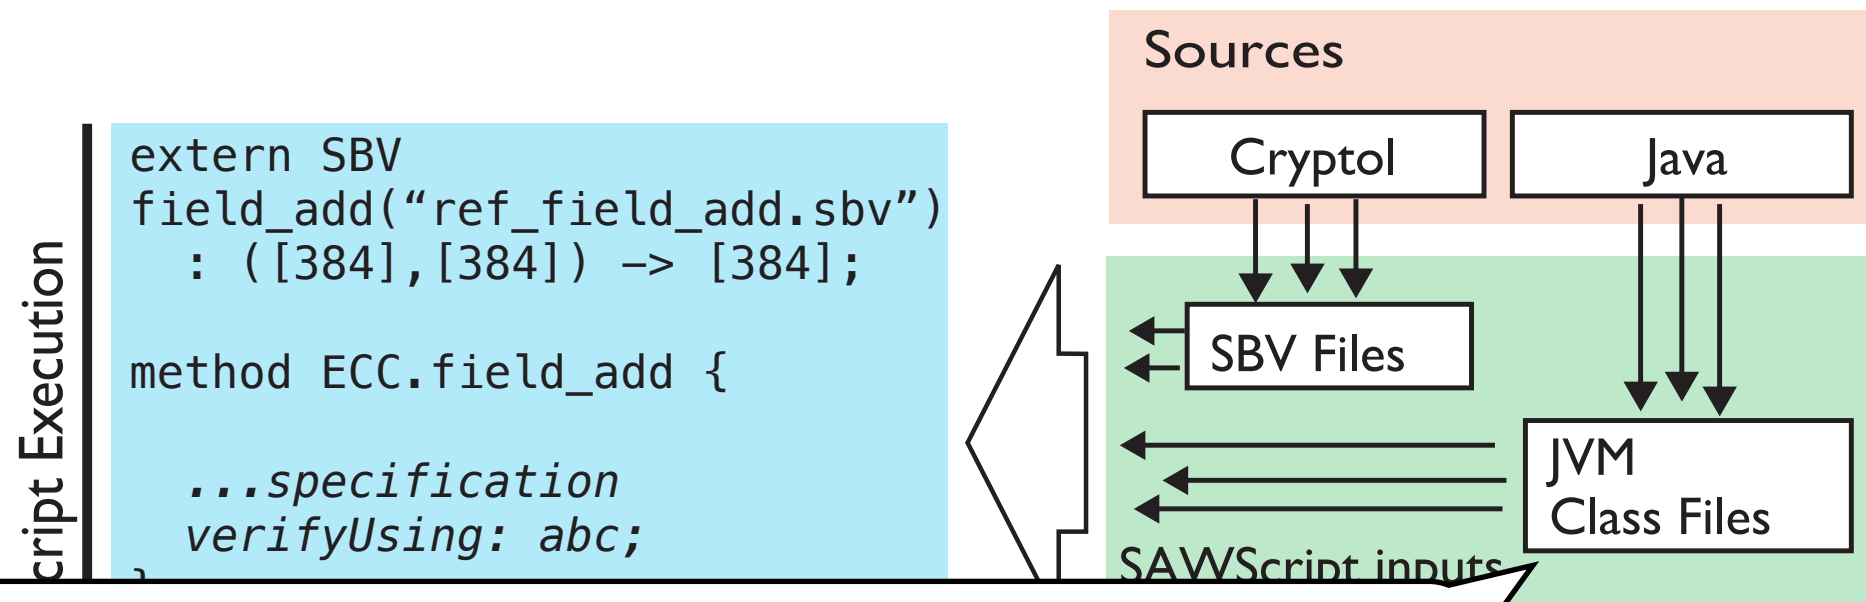 Script Execution
extern SBV
field_add(“ref_field_add.sbv”)
: ([384],[384]) –> [384];
method ECC.field_add {
...specification
verifyUsing: abc;
}
Sources
Cryptol
Java
SBV Files
JVM
Class Files
SAWScript inputs